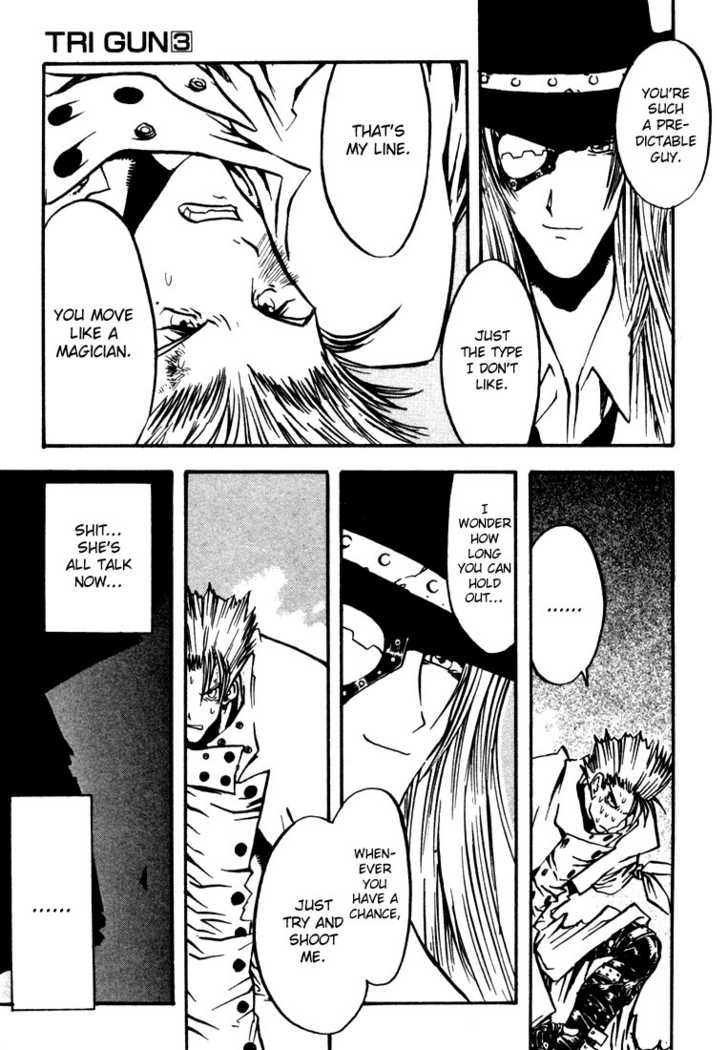 TRI GUN3
YOU'RE
SUCH
A PRE-
DICTABLE
GUY.
JUST
THE TYPE
I DON'T
LIKE.
THAT'S
MY LINE.
YOU MOVE
LIKE A
MAGICIAN.
......
I
WONDER
HOW
LONG
YOU CAN
HOLD
OUT...
WHEN-
EVER
YOU
HAVE A
CHANCE,
JUST
TRY AND
SHOOT
ME.
SHIT...
SHE'S
ALL TALK
NOW...
......